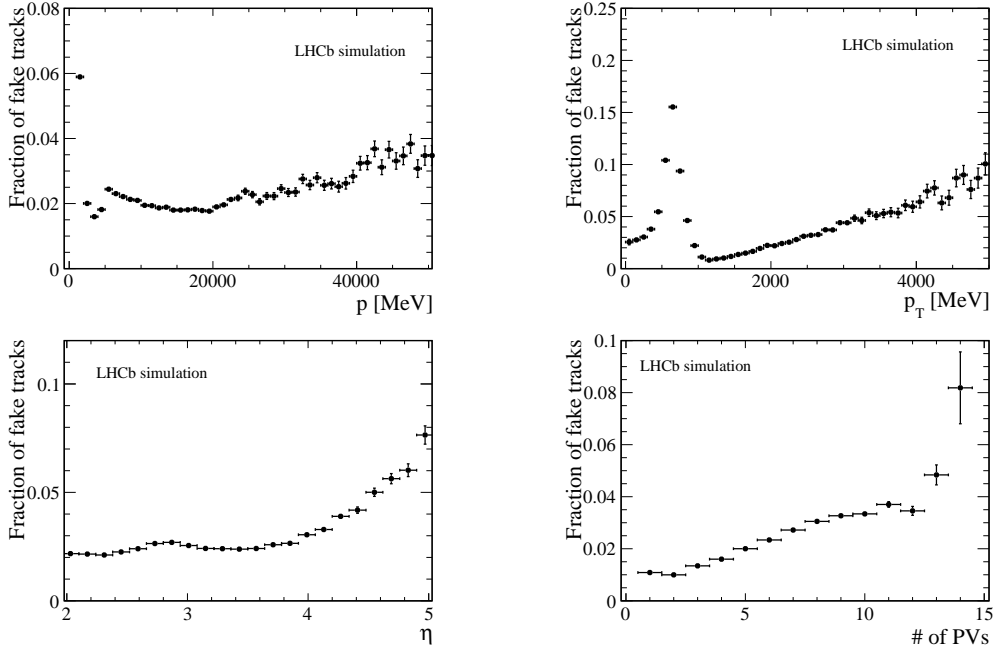 Fraction of fake tracks
0.08
0.06
0.04
0.02
0
LHCb simulation
0 20000 40000
p [MeV]
Fraction of fake tracks
0.25
0.2
0.15
0.1
0.05
0
LHCb simulation
0 2000 4000
p_T [MeV]
Fraction of fake tracks
0.1
0.05
0
LHCb simulation
2 3 4 5
η
Fraction of fake tracks
0.1
0.08
0.06
0.04
0.02
0
LHCb simulation
0 5 10 15
# of PVs